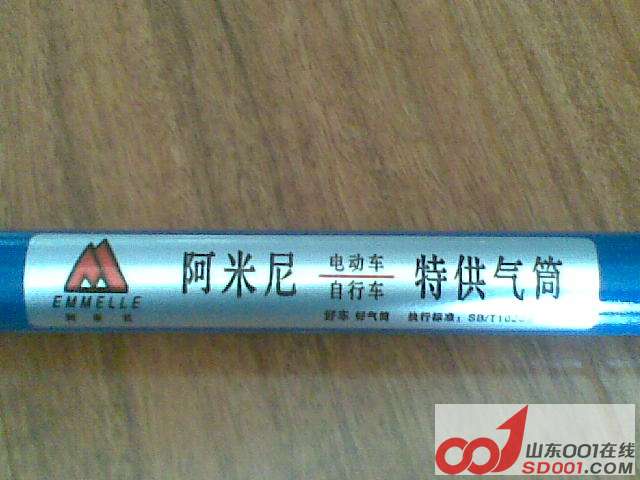 EMMELLE
阿米尼
电动车
自行车
特供气筒
好车 好气筒 执行标准:SB/T102
山东001在线
SD001.COM